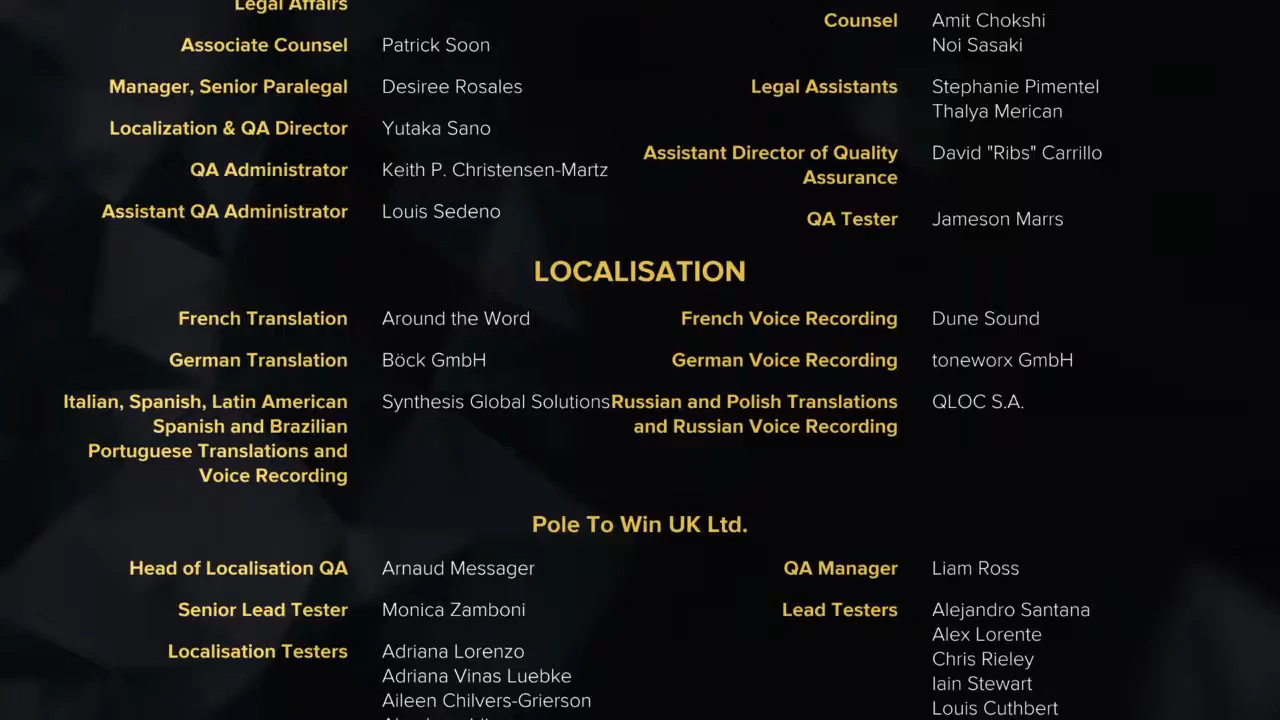 Legal Affairs
Associate Counsel Patrick Soon
Manager, Senior Paralegal Desiree Rosales
Localization & QA Director Yutaka Sano
QA Administrator Keith P. Christensen-Martz
Assistant QA Administrator Louis Sedeno
Counsel Amit Chokshi
Noi Sasaki
Legal Assistants Stephanie Pimentel
Thalya Merican
Assistant Director of Quality David "Ribs" Carrillo
Assurance
QA Tester Jameson Marrs
LOCALISATION
French Translation Around the Word
German Translation Böck GmbH
Italian, Spanish, Latin American Synthesis Global Solutions
Spanish and Brazilian
Portuguese Translations and
Voice Recording
French Voice Recording Dune Sound
German Voice Recording toneworx GmbH
Russian and Polish Translations QLOC S.A.
and Russian Voice Recording
Pole To Win UK Ltd.
Head of Localisation QA Arnaud Messager
Senior Lead Tester Monica Zamboni
Localisation Testers Adriana Lorenzo
Adriana Vinas Luebke
Aileen Chilvers-Grierson
QA Manager Liam Ross
Lead Testers Alejandro Santana
Alex Lorente
Chris Rieley
Iain Stewart
Louis Cuthbert